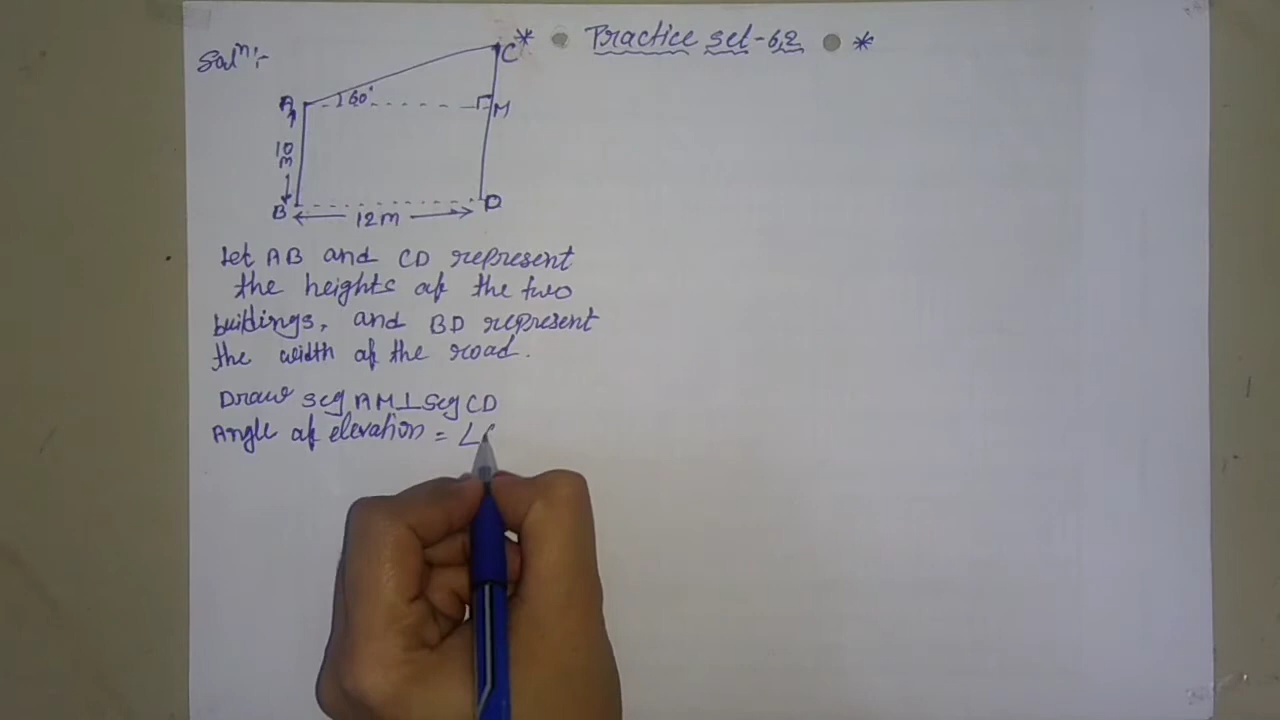 * Practice set-6.2 *
Solⁿ:-
C
A 60° M
10 m
B 12m D
Let AB and CD represent
the heights of the two
buildings, and BD represent
the width of the road.
Draw seg AM⊥seg CD
Angle of elevation = ∠